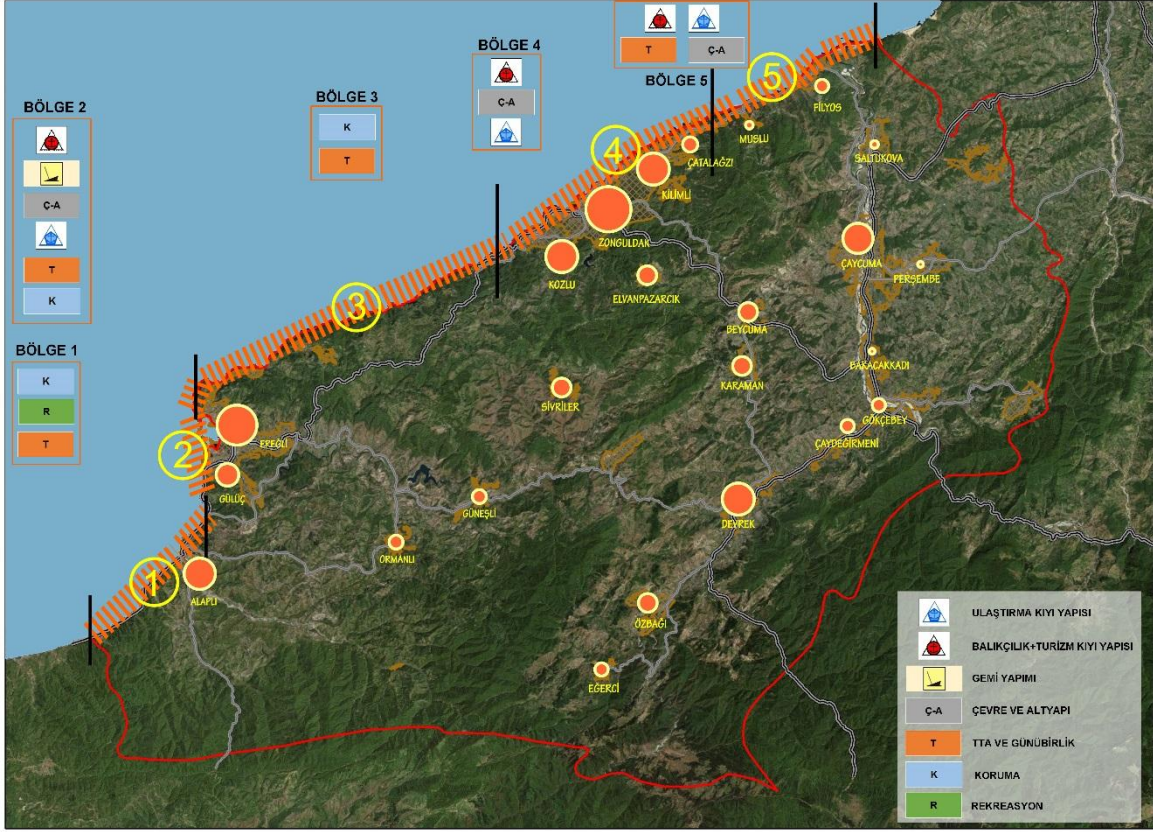 BÖLGE 5
T
Ç-A
BÖLGE 4
Ç-A
BÖLGE 3
K
T
BÖLGE 2
Ç-A
T
K
BÖLGE 1
K
R
T
5
4
3
2
1
FİLYOS
MUSLU
SALTUKOVA
ÇATALAĞZI
KİLİMLİ
ZONGULDAK
KOZLU
ELVANPAZARCIK
ÇAYCUMA
PERŞEMBE
BEYCUMA
BAKACAKKADI
KARAMAN
SİVRİLER
GÖKÇEBEY
ÇAYDEĞİRMENİ
EREĞLİ
GÜLÜÇ
GÜNEŞLİ
DEVREK
ORMANLI
ALAPLI
ÖZBAĞI
EĞERCİ
ULAŞTIRMA KIYI YAPISI
BALIKÇILIK+TURİZM KIYI YAPISI
GEMİ YAPIMI
Ç-A ÇEVRE VE ALTYAPI
T TTA VE GÜNÜBİRLİK
K KORUMA
R REKREASYON